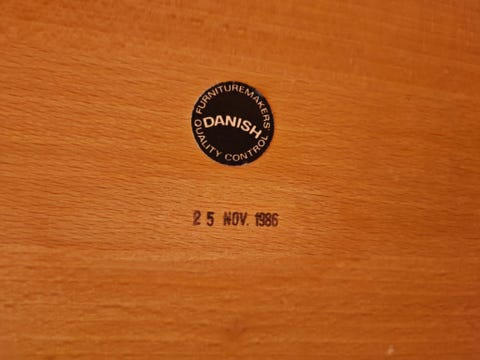 FURNITUREMAKERS'
DANISH
QUALITY CONTROL
25 NOV. 1986